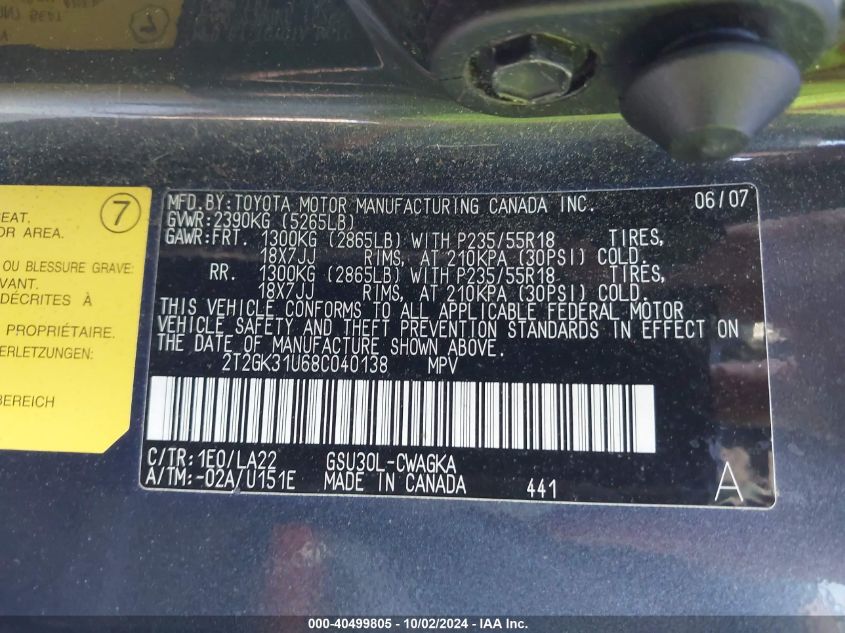 7
EAT.
OR AREA.
OU BLESSURE GRAVE:
VANT.
DÉCRITES À
PROPRIÉTAIRE.
ERLETZUNGEN:
BEREICH
MFD.BY:TOYOTA MOTOR MANUFACTURING CANADA INC. 06/07
GVWR:2390KG (5265LB)
GAWR:FRT. 1300KG (2865LB) WITH P235/55R18 TIRES,
18X7JJ RIMS, AT 210KPA (30PSI) COLD.
RR. 1300KG (2865LB) WITH P235/55R18 TIRES,
18X7JJ RIMS, AT 210KPA (30PSI) COLD.
THIS VEHICLE CONFORMS TO ALL APPLICABLE FEDERAL MOTOR
VEHICLE SAFETY AND THEFT PREVENTION STANDARDS IN EFFECT ON
THE DATE OF MANUFACTURE SHOWN ABOVE.
2T2GK31U68C040138 MPV
C/TR:1E0/LA22 GSU30L-CWAGKA
A/TM:-02A/U151E MADE IN CANADA 441 A
000-40499805 - 10/02/2024 - IAA Inc.